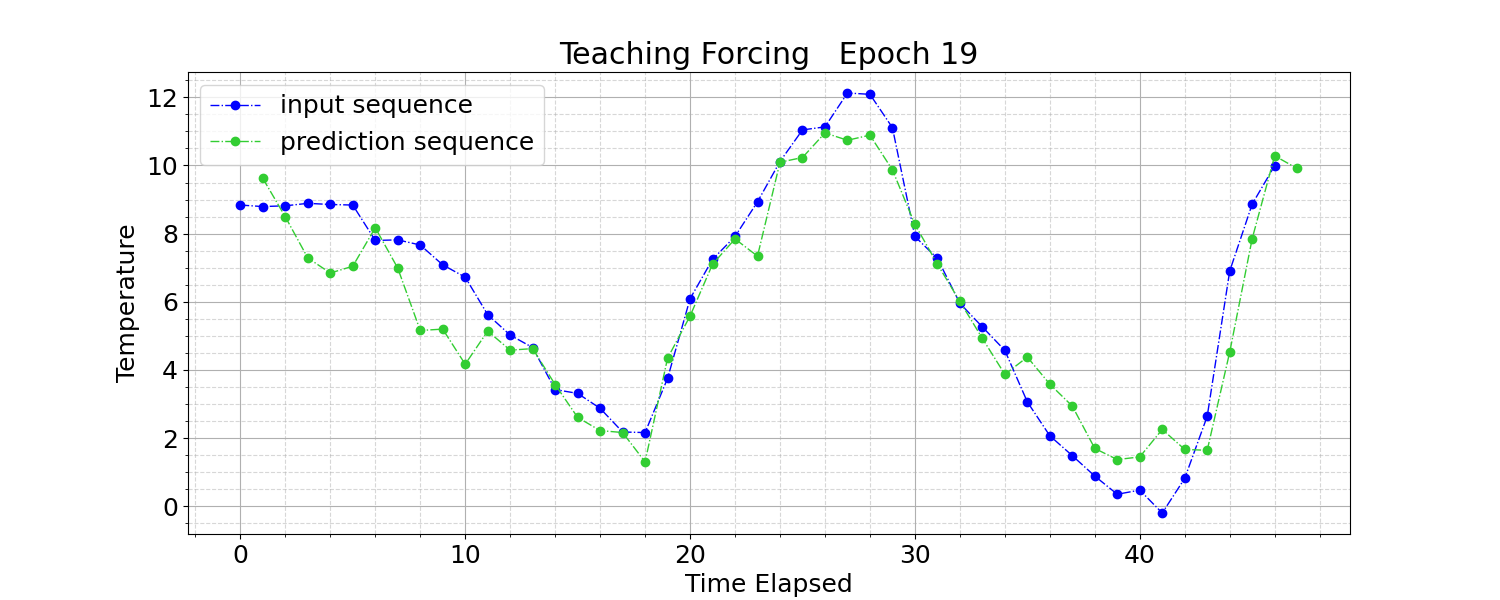 Teaching Forcing   Epoch 19
input sequence
prediction sequence
Temperature
12
10
8
6
4
2
0
0 10 20 30 40
Time Elapsed